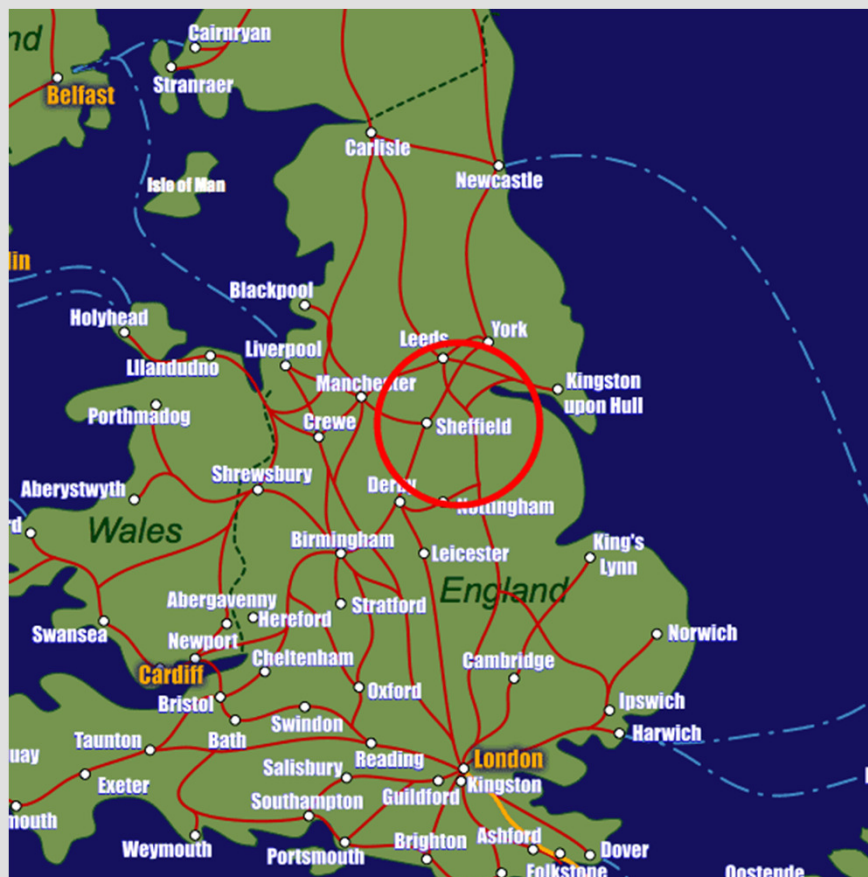 nd
Cairnryan
Stranraer
Belfast
Carlisle
Newcastle
Isle of Man
lin
Blackpool
Holyhead
Leeds
York
Liverpool
Lllandudno
Manchester
Kingston
upon Hull
Porthmadog
Crewe
Sheffield
Shrewsbury
Derby
Nottingham
Aberystwyth
rd
Wales
Birmingham
Leicester
King's
Lynn
England
Abergavenny
Hereford
Stratford
Swansea
Newport
Norwich
Cardiff
Cheltenham
Cambridge
Bristol
Oxford
Ipswich
Swindon
Harwich
Taunton
Bath
Reading
London
uay
Exeter
Salisbury
Guildford
Kingston
mouth
Southampton
Weymouth
Portsmouth
Brighton
Ashford
Dover
Folkstone
Oostende